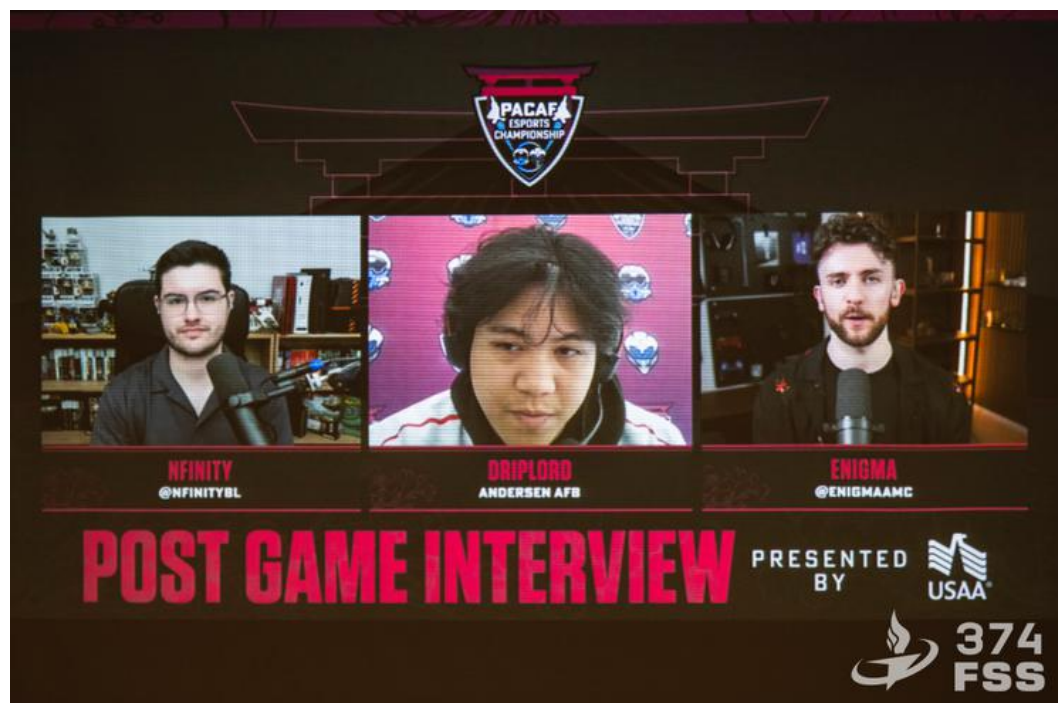 PACAF
ESPORTS
CHAMPIONSHIP
NFINITY
@NFINITYBL
DRIPLORD
ANDERSEN AFB
ENIGMA
@ENIGMAAMC
POST GAME INTERVIEW
PRESENTED
BY
USAA®
374
FSS